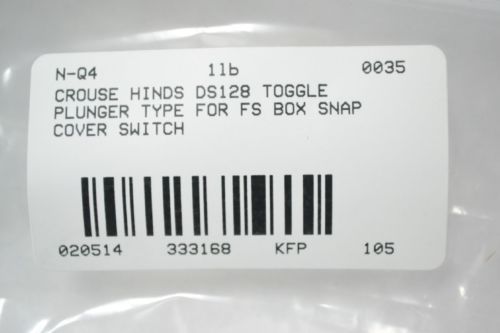 N-Q4 1lb 0035
CROUSE HINDS DS128 TOGGLE
PLUNGER TYPE FOR FS BOX SNAP
COVER SWITCH
020514 333168 KFP 105